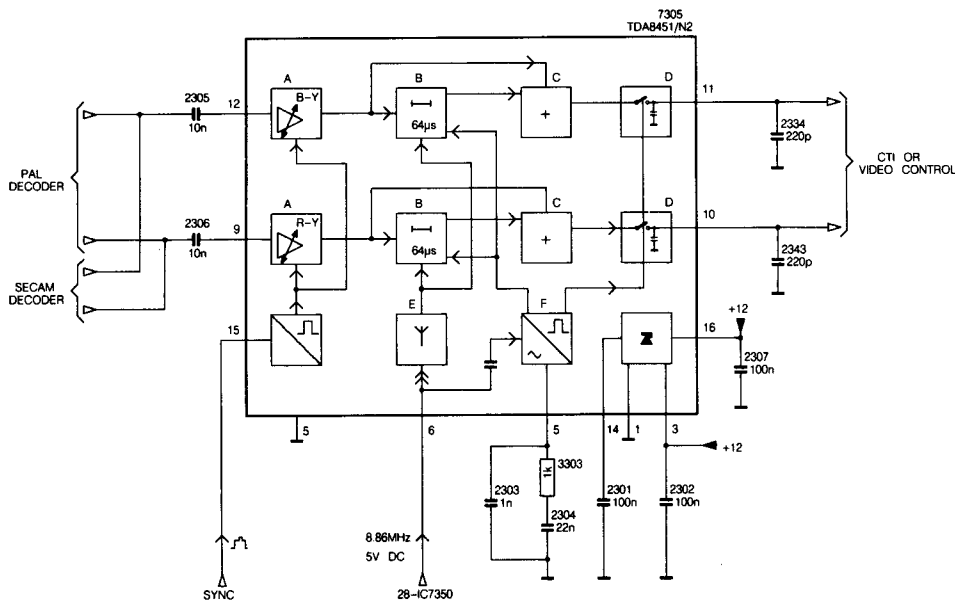 7305
TDA8451/N2
A
B
C
D
2305
12
B-Y
11
10n
+
64µs
2334
220p
PAL
DECODER
CTI OR
VIDEO CONTROL
A
B
C
D
2306
9
R-Y
10
10n
+
64µs
2343
220p
SECAM
DECODER
E
F
+12
15
16
2307
100n
5
6
5
14
1
3
+12
1k
3303
2303
1n
2301
100n
2302
100n
2304
22n
8.86MHz
5V DC
SYNC
28-IC7350